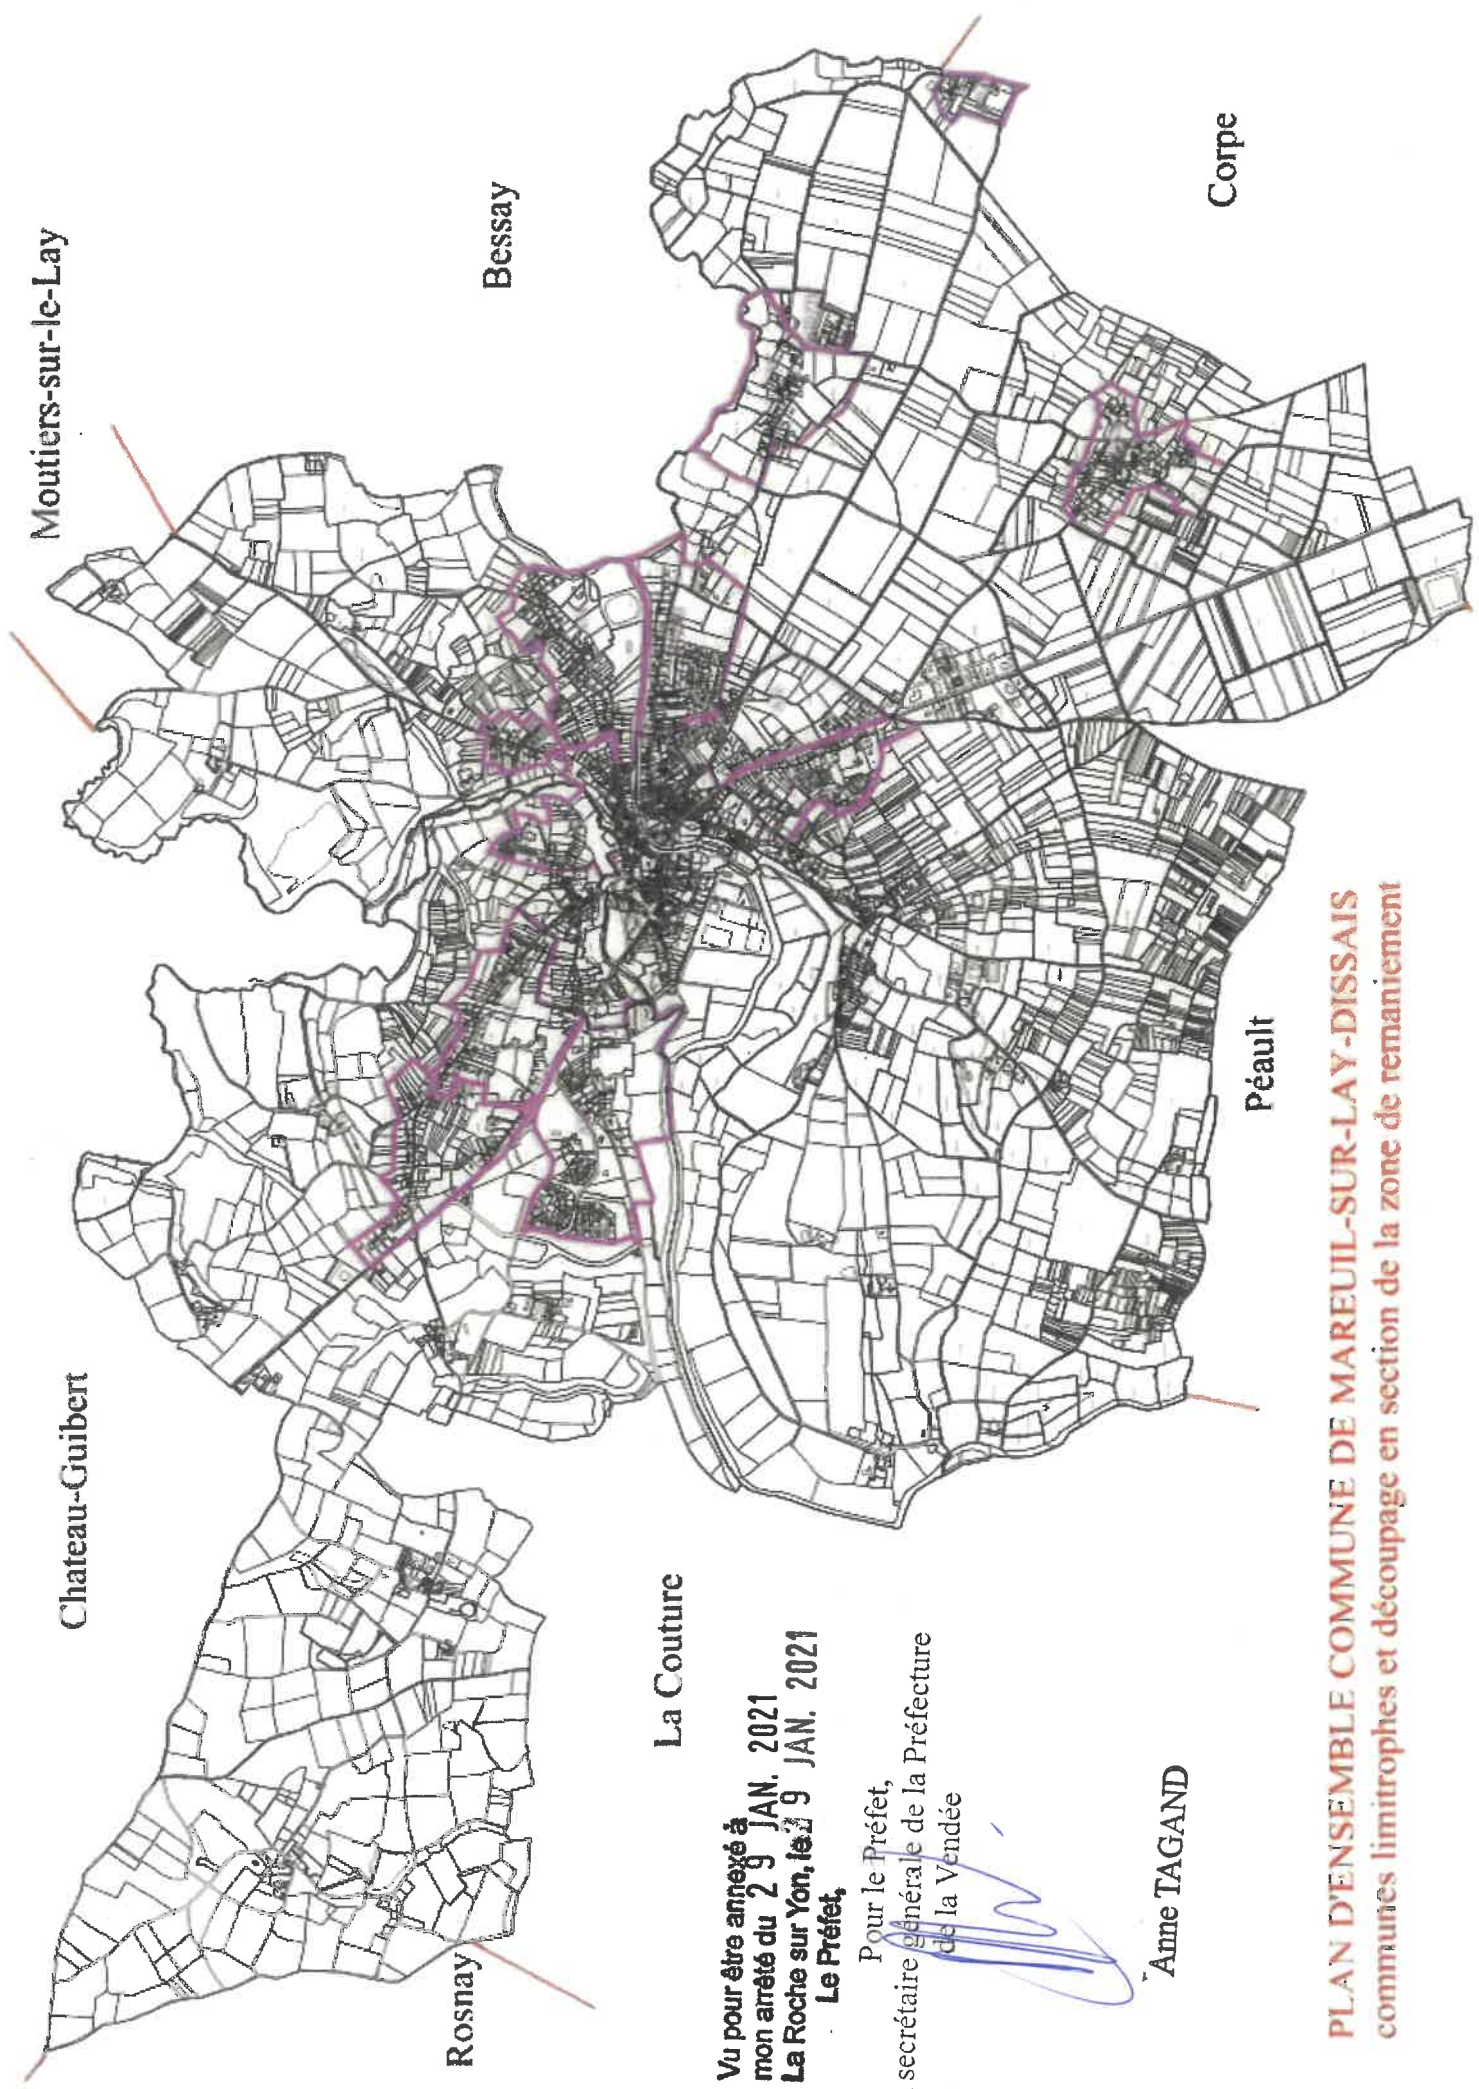 Moutiers-sur-le-Lay
Chateau-Guibert
Bessay
Rosnay
La Couture
Corpe
Péault
Vu pour être annexé à
mon arrêté du 29 JAN. 2021
La Roche sur Yon, le 29 JAN. 2021
Le Préfet,
Pour le Préfet,
secrétaire générale de la Préfecture
de la Vendée
Anne TAGAND
PLAN D'ENSEMBLE COMMUNE DE MAREUIL-SUR-LAY-DISSAIS
communes limitrophes et découpage en section de la zone de remaniement